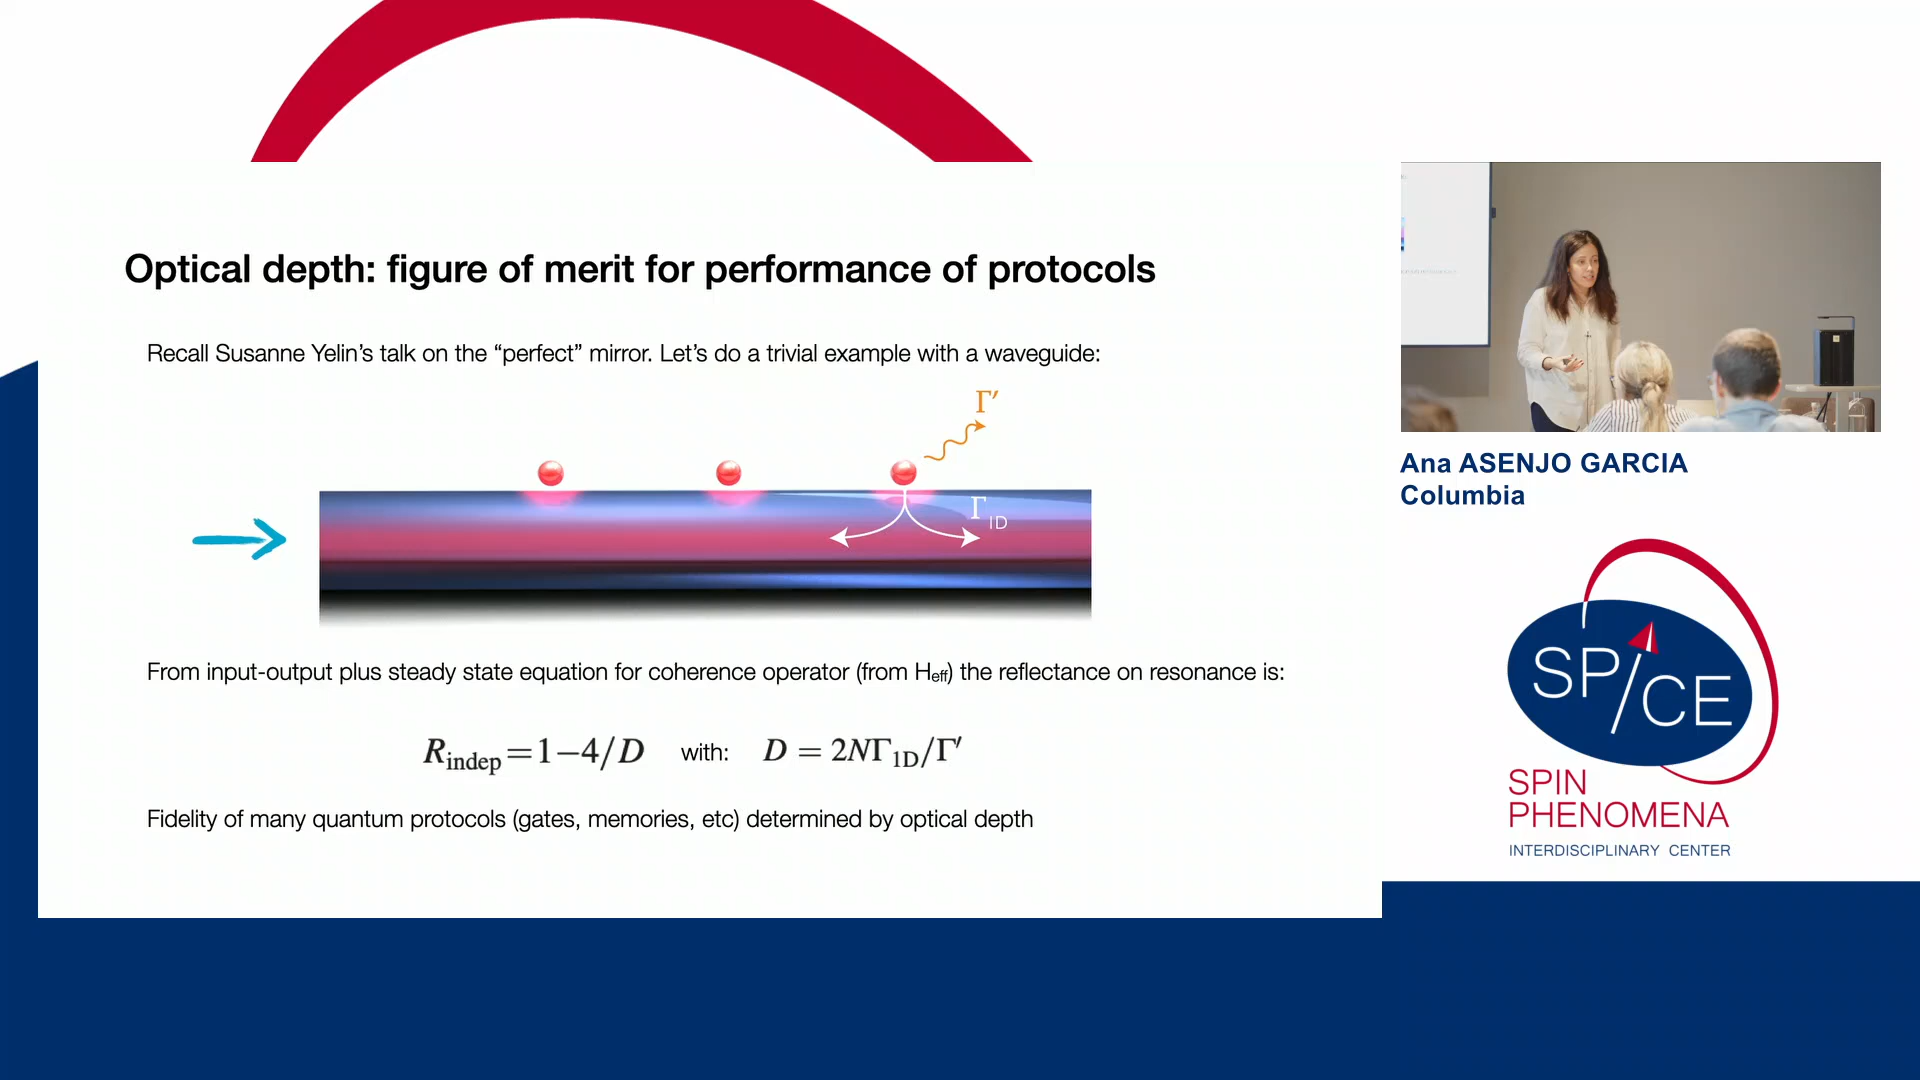 Optical depth: figure of merit for performance of protocols
Recall Susanne Yelin’s talk on the “perfect” mirror. Let’s do a trivial example with a waveguide:
Γ′
Γ1D
From input-output plus steady state equation for coherence operator (from Heff) the reflectance on resonance is:
Rindep=1−4/D with: D = 2NΓ1D/Γ′
Fidelity of many quantum protocols (gates, memories, etc) determined by optical depth
Ana ASENJO GARCIA
Columbia
SP/CE
SPIN
PHENOMENA
INTERDISCIPLINARY CENTER